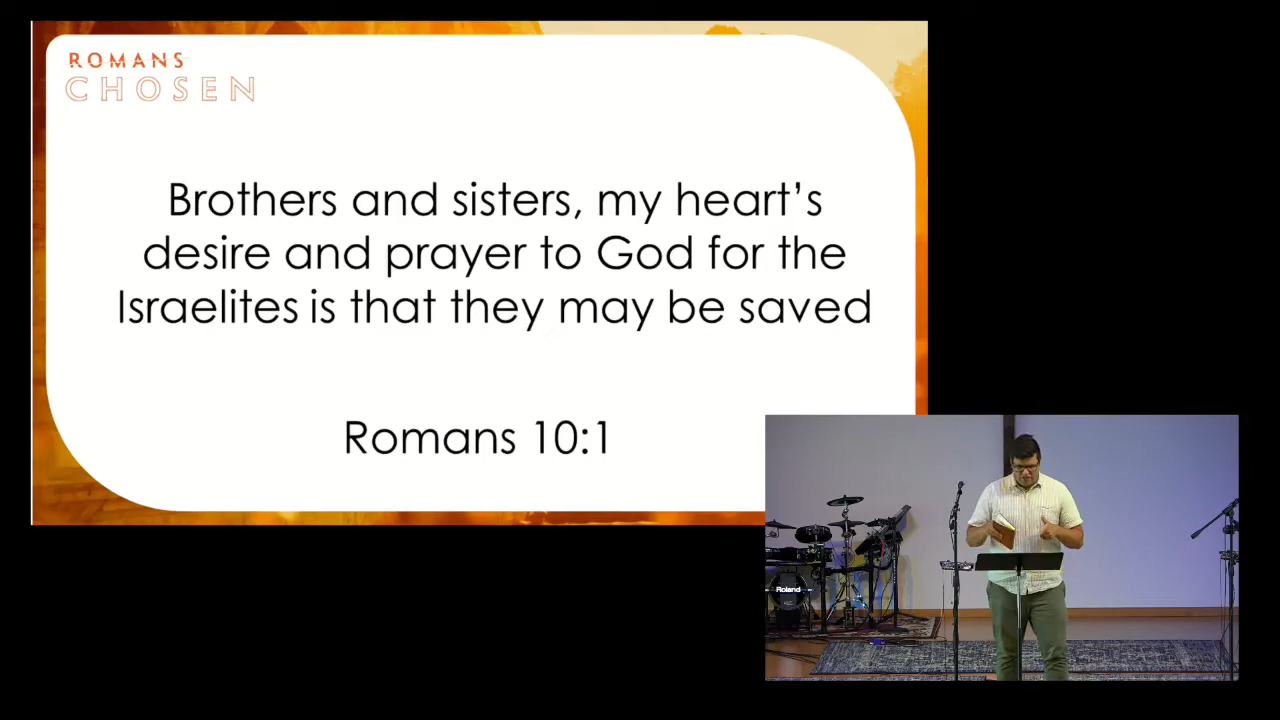 ROMANS
CHOSEN
Brothers and sisters, my heart’s
desire and prayer to God for the
Israelites is that they may be saved
Romans 10:1
Roland